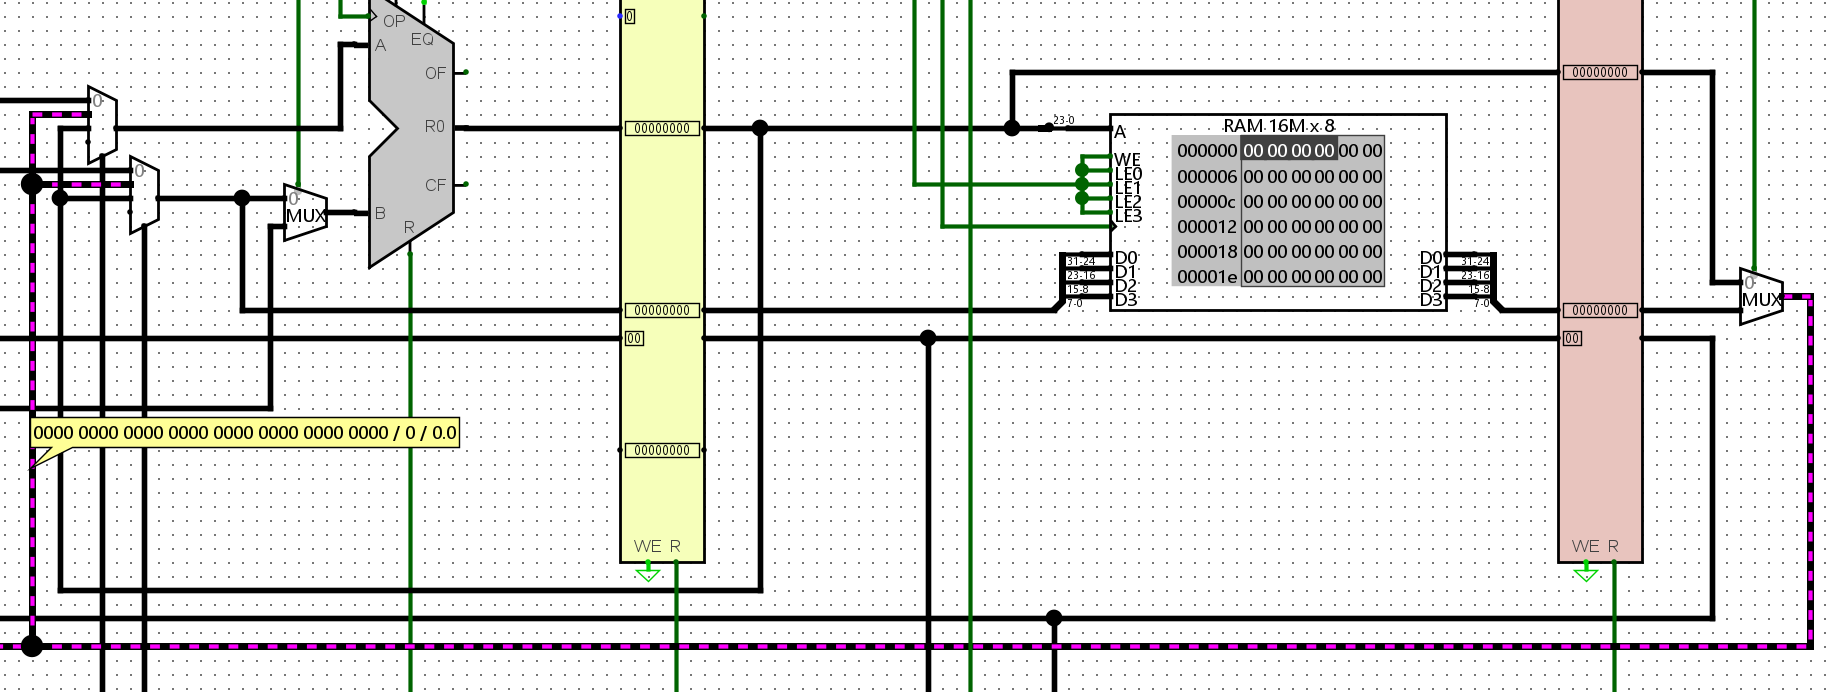 0
OP
EQ
A
OF
00000000
0
R0
00000000
23-0
RAM 16M x 8
A
000000 00 00 00 00 00 00
WE
LE0
000006 00 00 00 00 00 00
0
LE1
CF
00000c 00 00 00 00 00 00
LE2
0
MUX
B
LE3
R
000012 00 00 00 00 00 00
31-24 D0
000018 00 00 00 00 00 00
D0 31-24
23-16 D1
00001e 00 00 00 00 00 00
D1 23-16
0
15-8 D2
D2 15-8
7-0 D3
D3 7-0
MUX
00000000
00000000
00
00
0000 0000 0000 0000 0000 0000 0000 0000 / 0 / 0.0
00000000
WE R
WE R